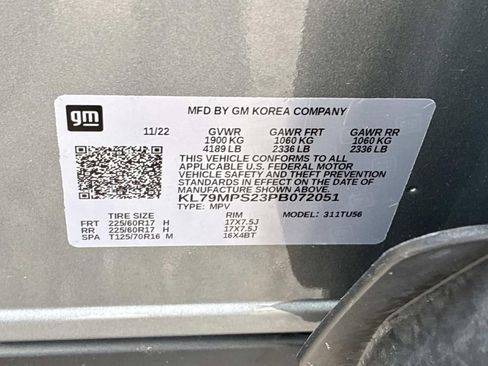 gm
MFD BY GM KOREA COMPANY
11/22 GVWR GAWR FRT GAWR RR
1900 KG 1060 KG 1060 KG
4189 LB 2336 LB 2336 LB
THIS VEHICLE CONFORMS TO ALL
APPLICABLE U.S. FEDERAL MOTOR
VEHICLE SAFETY AND THEFT PREVENTION
STANDARDS IN EFFECT ON THE DATE OF
MANUFACTURE SHOWN ABOVE.
KL79MPS23PB072051
TYPE: MPV
TIRE SIZE RIM MODEL: 311TU56
FRT 225/60R17 H 17X7.5J
RR 225/60R17 H 17X7.5J
SPA T125/70R16 M 16X4BT